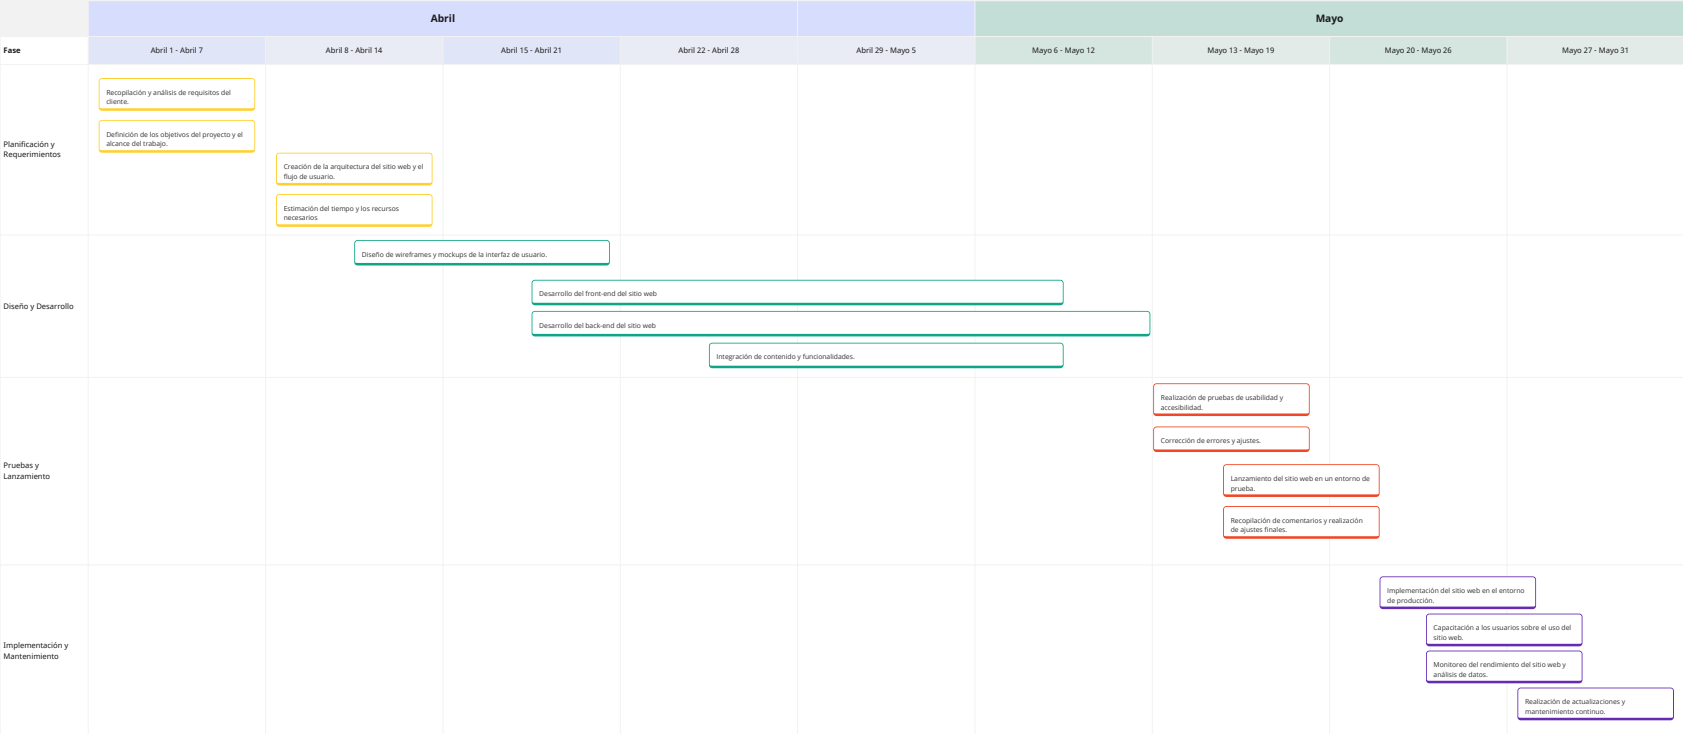 Abril
Mayo
Fase
Abril 1 - Abril 7
Abril 8 - Abril 14
Abril 15 - Abril 21
Abril 22 - Abril 28
Abril 29 - Mayo 5
Mayo 6 - Mayo 12
Mayo 13 - Mayo 19
Mayo 20 - Mayo 26
Mayo 27 - Mayo 31
Planificación y
Requerimientos
Recopilación y análisis de requisitos del
cliente.
Definición de los objetivos del proyecto y el
alcance del trabajo.
Creación de la arquitectura del sitio web y el
flujo de usuario.
Estimación del tiempo y los recursos
necesarios
Diseño y Desarrollo
Diseño de wireframes y mockups de la interfaz de usuario.
Desarrollo del front-end del sitio web
Desarrollo del back-end del sitio web
Integración de contenido y funcionalidades.
Pruebas y
Lanzamiento
Realización de pruebas de usabilidad y
accesibilidad.
Corrección de errores y ajustes.
Lanzamiento del sitio web en un entorno de
prueba.
Recopilación de comentarios y realización
de ajustes finales.
Implementación y
Mantenimiento
Implementación del sitio web en el entorno
de producción.
Capacitación a los usuarios sobre el uso del
sitio web.
Monitoreo del rendimiento del sitio web y
análisis de datos.
Realización de actualizaciones y
mantenimiento continuo.